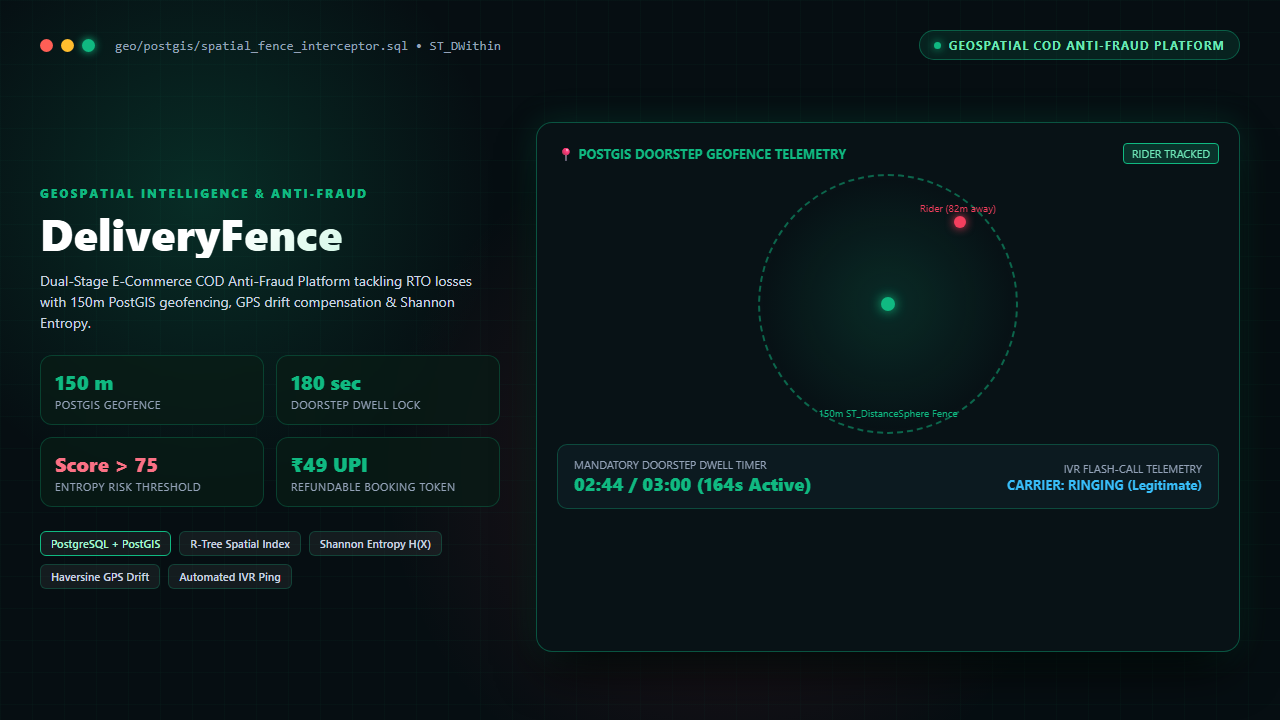 geo/postgis/spatial_fence_interceptor.sql • ST_DWithin
GEOSPATIAL COD ANTI-FRAUD PLATFORM
GEOSPATIAL INTELLIGENCE & ANTI-FRAUD
DeliveryFence
Dual-Stage E-Commerce COD Anti-Fraud Platform tackling RTO losses
with 150m PostGIS geofencing, GPS drift compensation & Shannon
Entropy.
150 m
POSTGIS GEOFENCE
180 sec
DOORSTEP DWELL LOCK
Score > 75
ENTROPY RISK THRESHOLD
₹49 UPI
REFUNDABLE BOOKING TOKEN
PostgreSQL + PostGIS
R-Tree Spatial Index
Shannon Entropy H(X)
Haversine GPS Drift
Automated IVR Ping
📍 POSTGIS DOORSTEP GEOFENCE TELEMETRY
RIDER TRACKED
Rider (82m away)
150m ST_DistanceSphere Fence
MANDATORY DOORSTEP DWELL TIMER
02:44 / 03:00 (164s Active)
IVR FLASH-CALL TELEMETRY
CARRIER: RINGING (Legitimate)